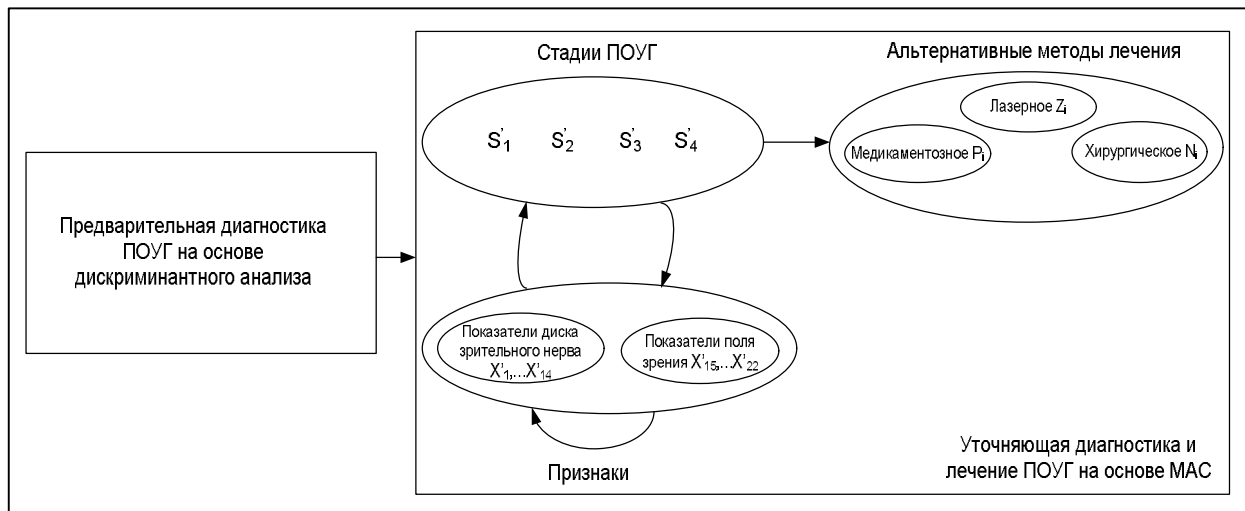 Предварительная диагностика
ПОУГ на основе
дискриминантного анализа
Стадии ПОУГ
S'1 S'2 S'3 S'4
Альтернативные методы лечения
Лазерное Zi
Медикаментозное Pi
Хирургическое Ni
Показатели диска
зрительного нерва
X'1,...X'14
Показатели поля
зрения X'15,...X'22
Признаки
Уточняющая диагностика и
лечение ПОУГ на основе МАС